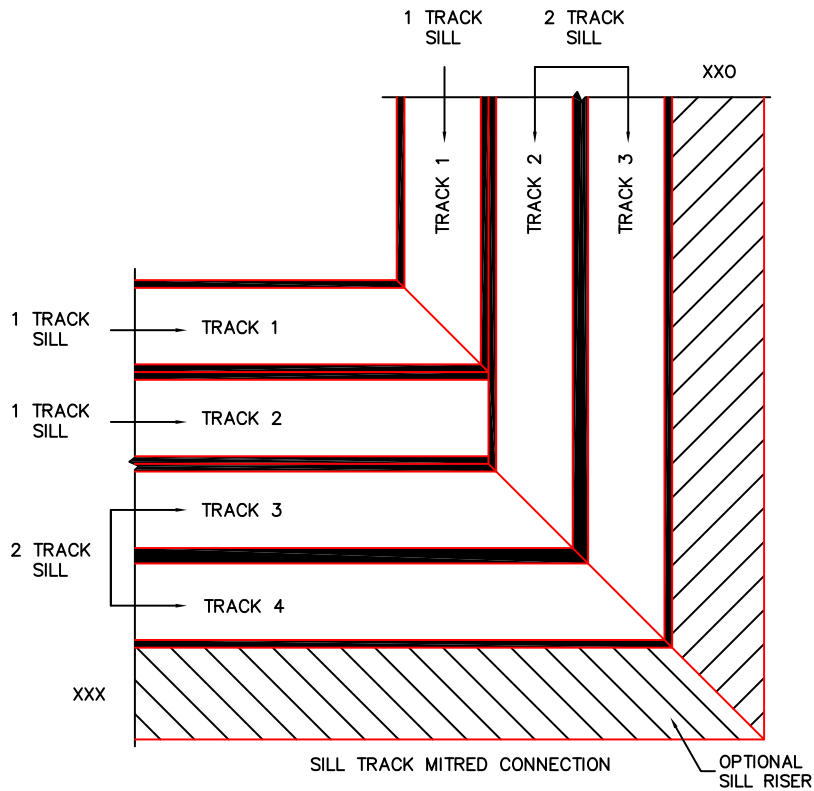 1 TRACK
SILL
2 TRACK
SILL
XXO
TRACK 1
TRACK 2
TRACK 3
1 TRACK
SILL
TRACK 1
1 TRACK
SILL
TRACK 2
TRACK 3
2 TRACK
SILL
TRACK 4
XXX
SILL TRACK MITRED CONNECTION
OPTIONAL
SILL RISER